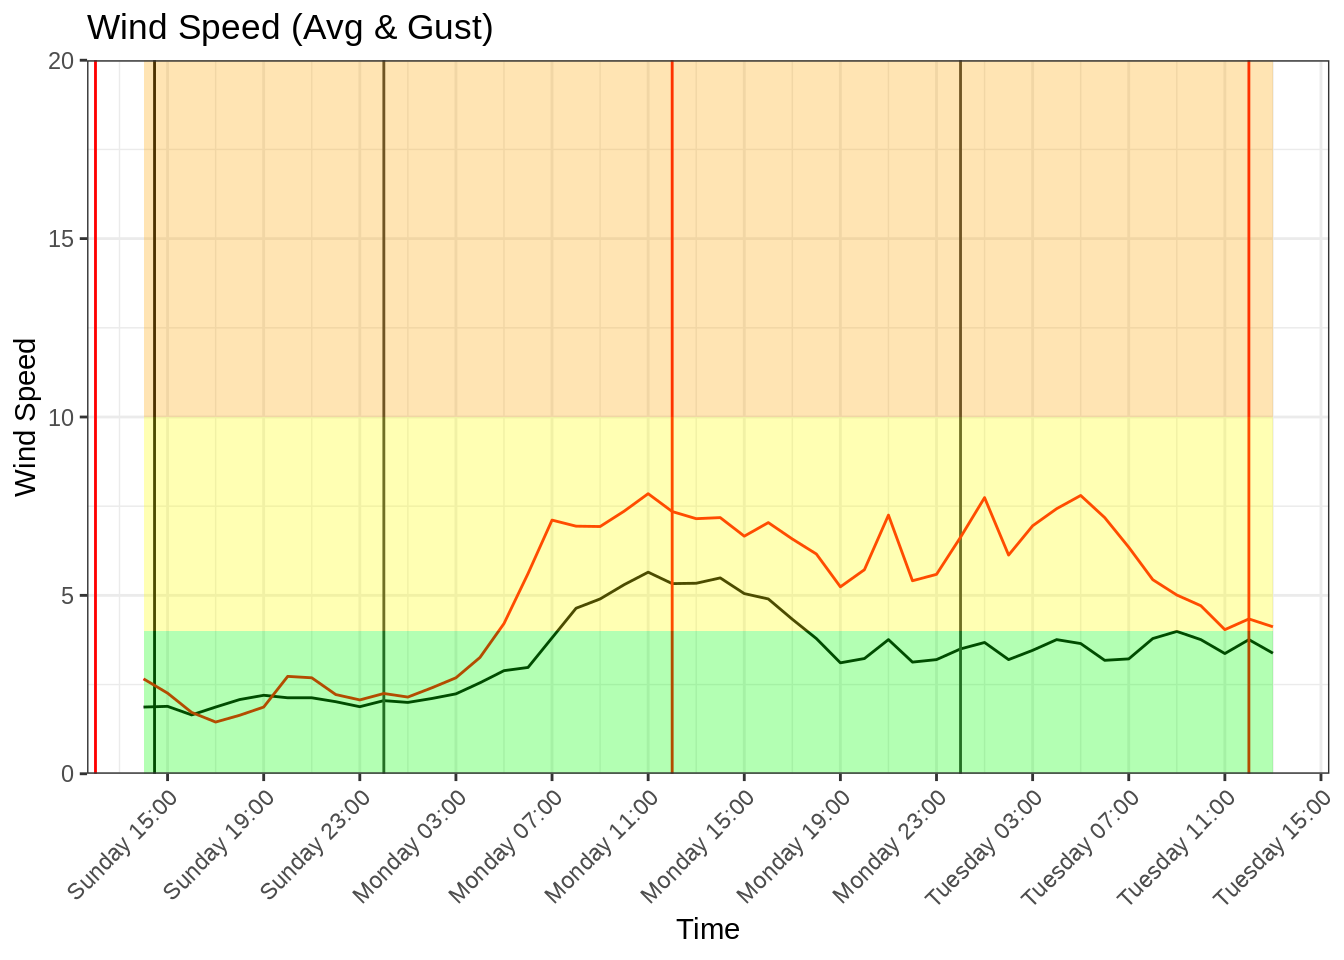 Wind Speed (Avg & Gust)
Wind Speed
20
15
10
5
0
Sunday 15:00
Sunday 19:00
Sunday 23:00
Monday 03:00
Monday 07:00
Monday 11:00
Monday 15:00
Monday 19:00
Monday 23:00
Tuesday 03:00
Tuesday 07:00
Tuesday 11:00
Tuesday 15:00
Time